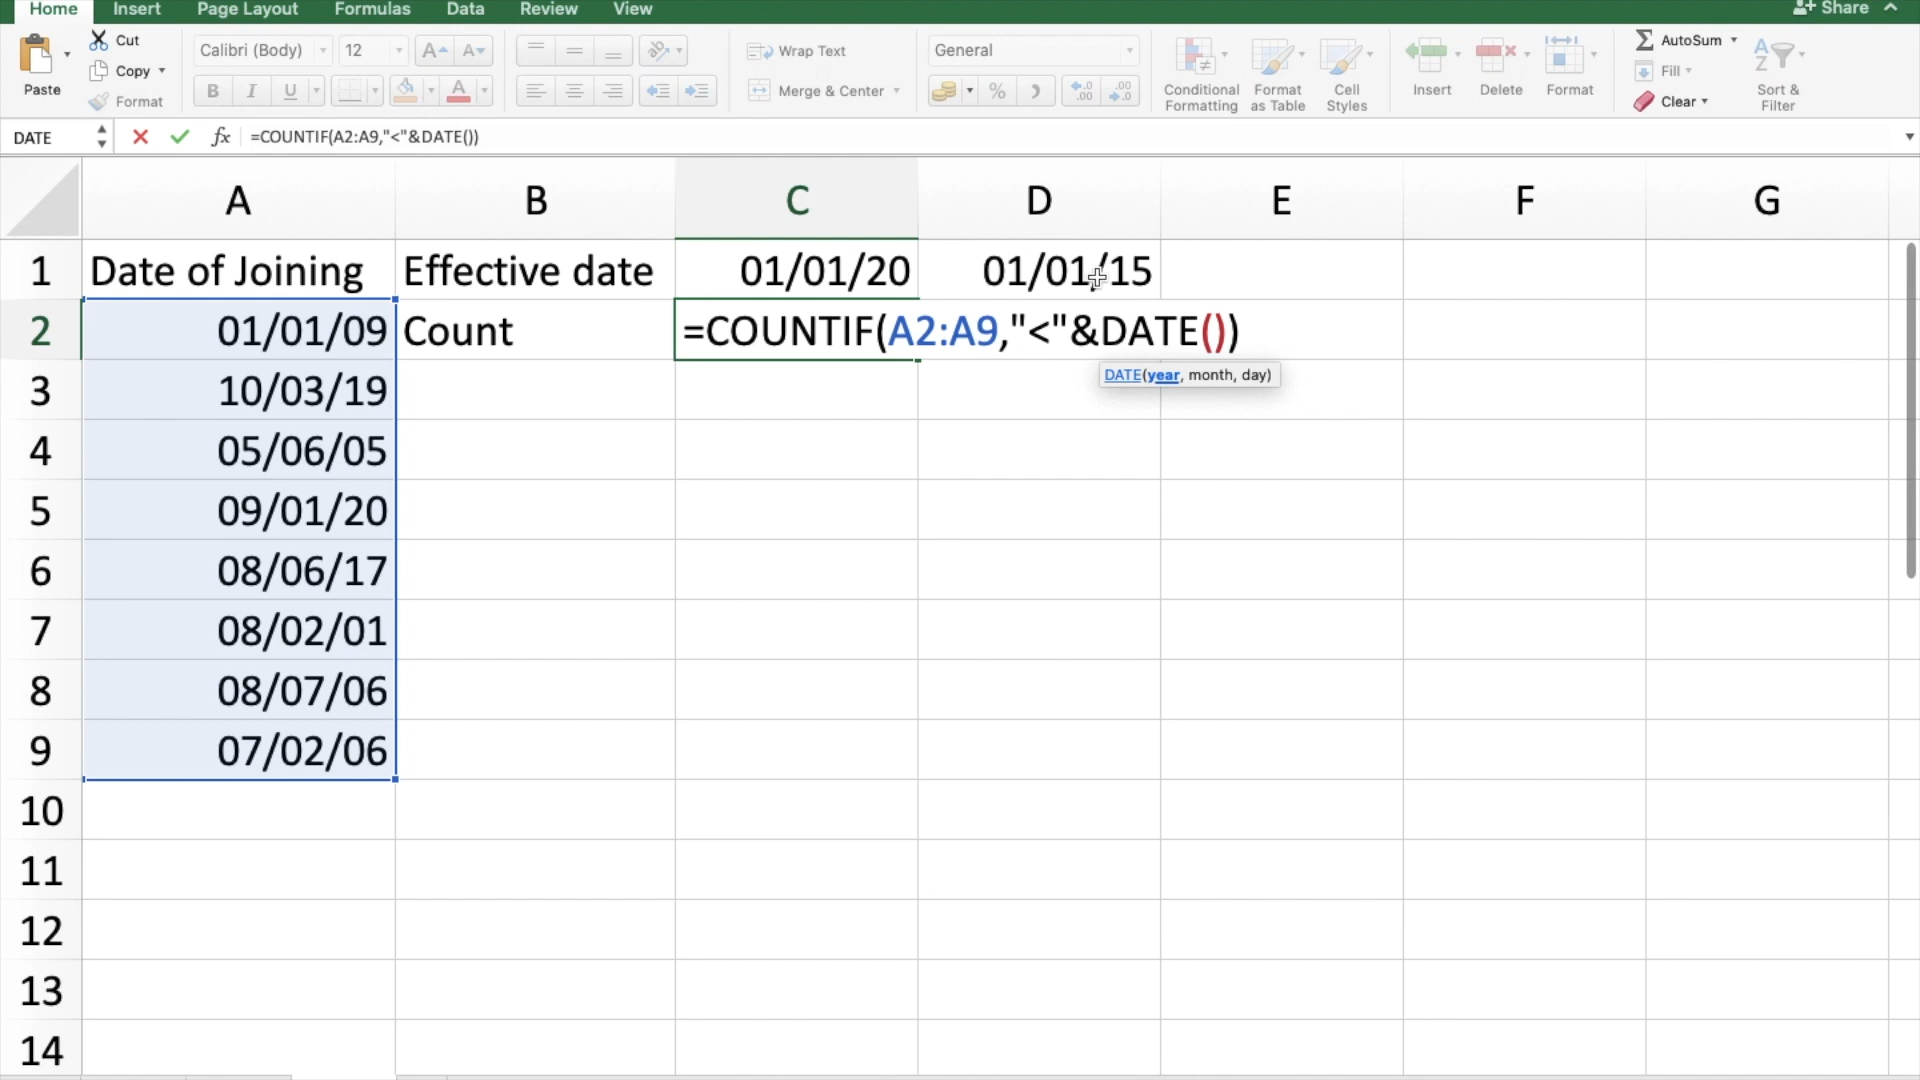 Home Insert Page Layout Formulas Data Review View Share
Paste Cut Copy Format
Calibri (Body) 12 A A
B I U A
Wrap Text
Merge & Center
General
%
Conditional Formatting
Format as Table
Cell Styles
Insert Delete Format
AutoSum
Fill
Clear
Sort & Filter
DATE fx =COUNTIF(A2:A9,"<"&DATE())
A B C D E F G
1 Date of Joining Effective date 01/01/20 01/01/15
2 01/01/09 Count =COUNTIF(A2:A9,"<"&DATE())
DATE(year, month, day)
3 10/03/19
4 05/06/05
5 09/01/20
6 08/06/17
7 08/02/01
8 08/07/06
9 07/02/06
10
11
12
13
14